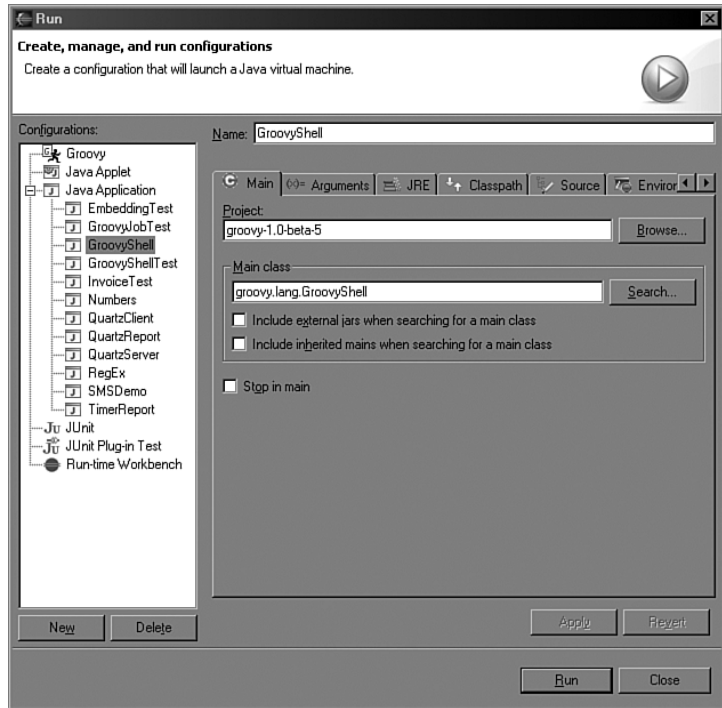 Run
Create, manage, and run configurations
Create a configuration that will launch a Java virtual machine.
Configurations:
Groovy
Java Applet
Java Application
EmbeddingTest
GroovyJobTest
GroovyShell
GroovyShellTest
InvoiceTest
Numbers
QuartzClient
QuartzReport
QuartzServer
RegEx
SMSDemo
TimerReport
JUnit
JUnit Plug-in Test
Run-time Workbench
New Delete
Name: GroovyShell
Main (x)= Arguments JRE Classpath Source Environ
Project:
groovy-1.0-beta-5 Browse...
Main class
groovy.lang.GroovyShell Search...
Include external jars when searching for a main class
Include inherited mains when searching for a main class
Stop in main
Apply Revert
Run Close